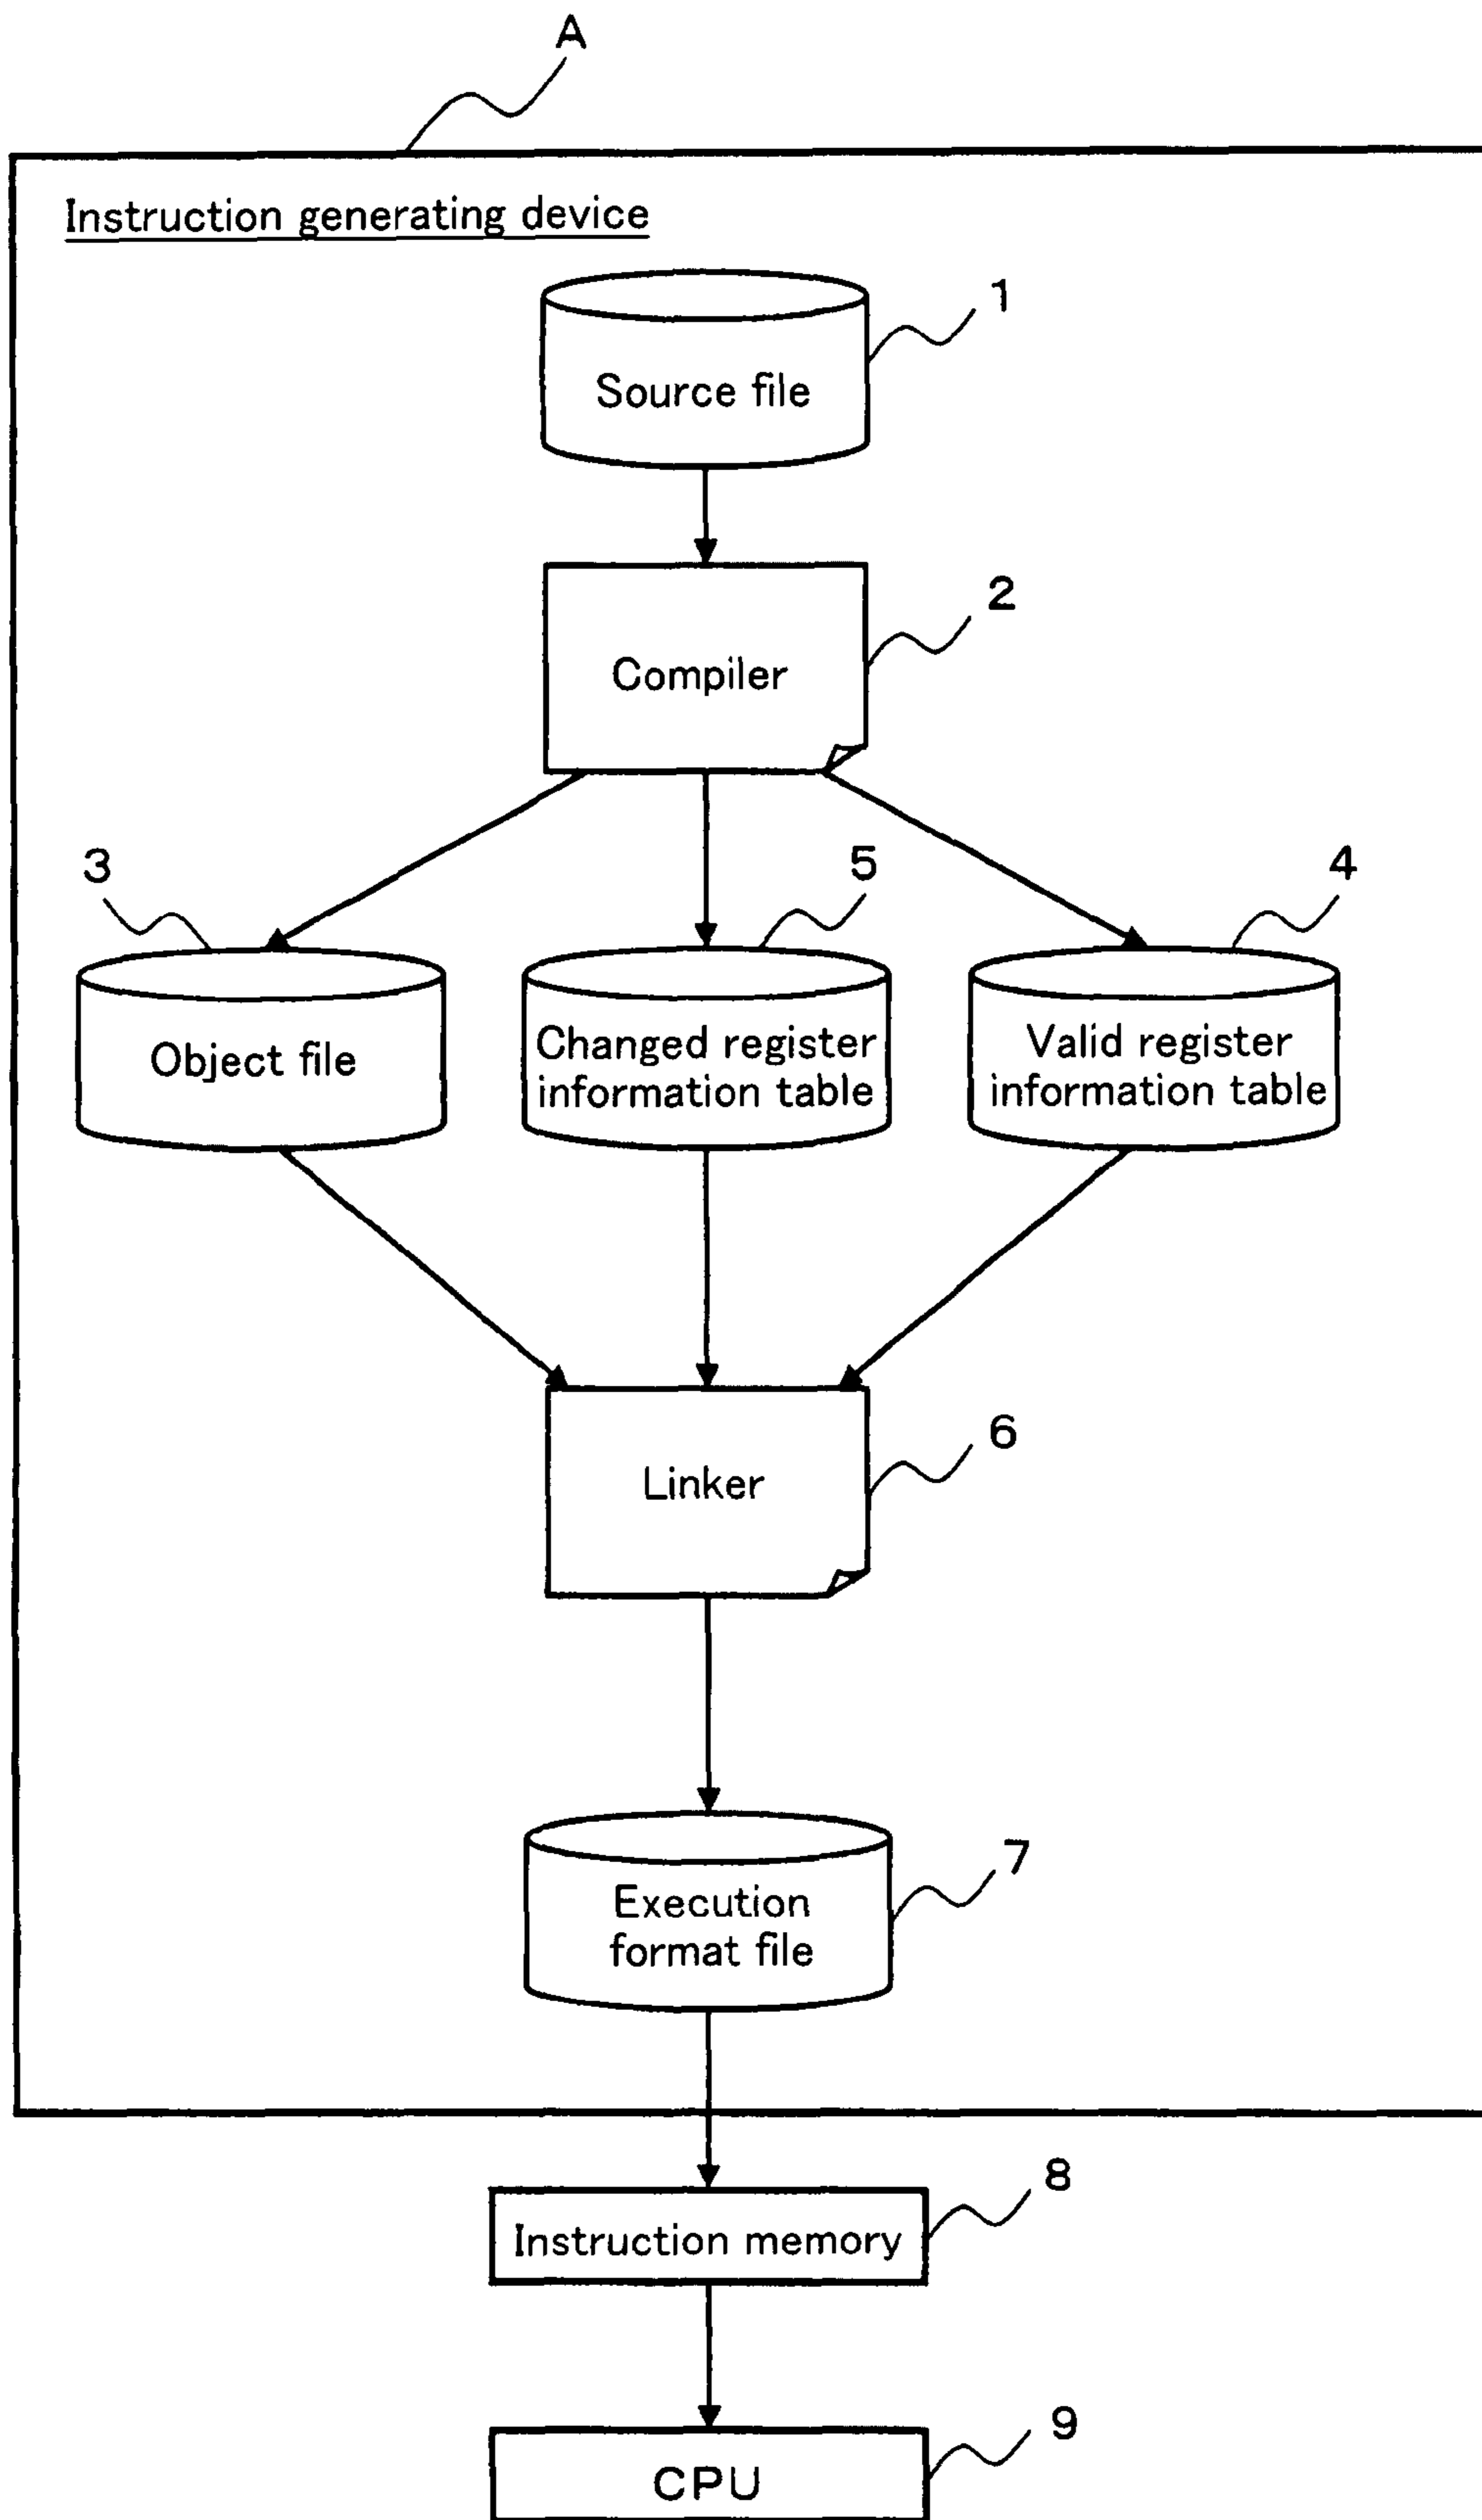 A
Instruction generating device
1
Source file
2
Compiler
3
5
4
Object file
Changed register
information table
Valid register
information table
6
Linker
7
Execution
format file
8
Instruction memory
9
CPU